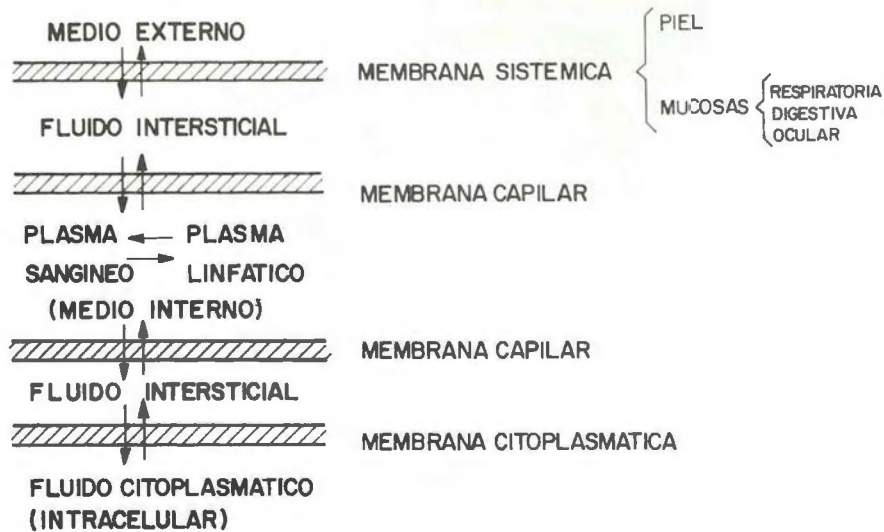 MEDIO EXTERNO
MEMBRANA SISTEMICA
PIEL
MUCOSAS
RESPIRATORIA
DIGESTIVA
OCULAR
FLUIDO INTERSTICIAL
MEMBRANA CAPILAR
PLASMA PLASMA
SANGINEO LINFATICO
(MEDIO INTERNO)
MEMBRANA CAPILAR
FLUIDO INTERSTICIAL
MEMBRANA CITOPLASMATICA
FLUIDO CITOPLASMATICO
(INTRACELULAR)